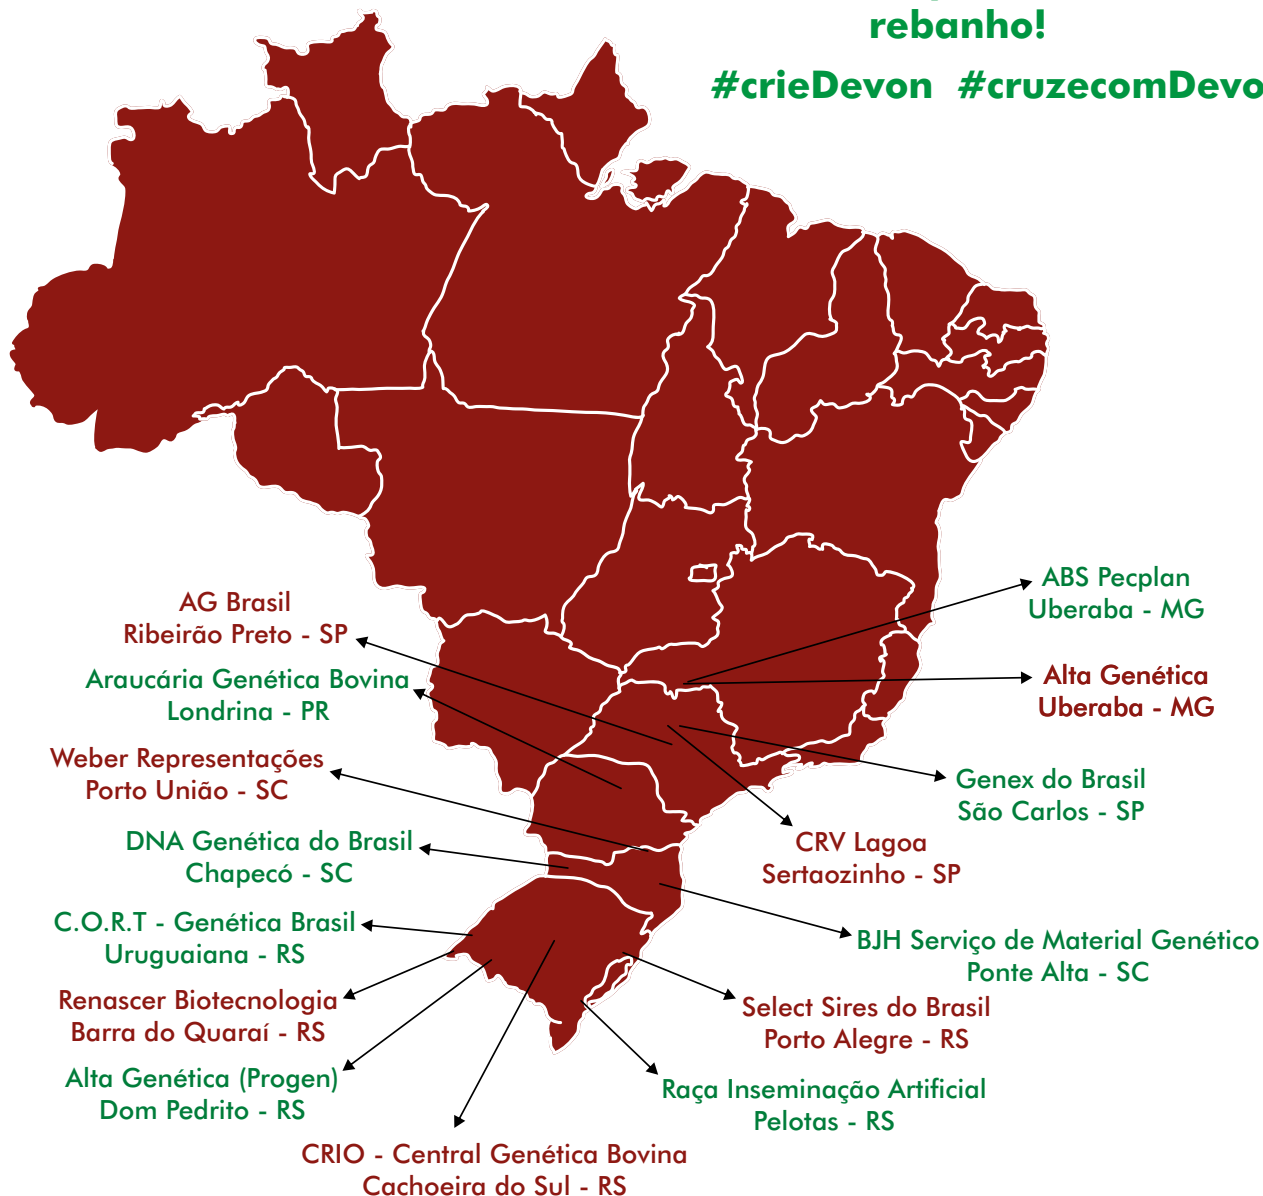 rebanho!
#crieDevon #cruzecomDevo
AG Brasil
Ribeirão Preto - SP
Araucária Genética Bovina
Londrina - PR
Weber Representações
Porto União - SC
DNA Genética do Brasil
Chapecó - SC
C.O.R.T - Genética Brasil
Uruguaiana - RS
Renascer Biotecnologia
Barra do Quaraí - RS
Alta Genética (Progen)
Dom Pedrito - RS
CRIO - Central Genética Bovina
Cachoeira do Sul - RS
ABS Pecplan
Uberaba - MG
Alta Genética
Uberaba - MG
Genex do Brasil
São Carlos - SP
CRV Lagoa
Sertaozinho - SP
BJH Serviço de Material Genético
Ponte Alta - SC
Select Sires do Brasil
Porto Alegre - RS
Raça Inseminação Artificial
Pelotas - RS